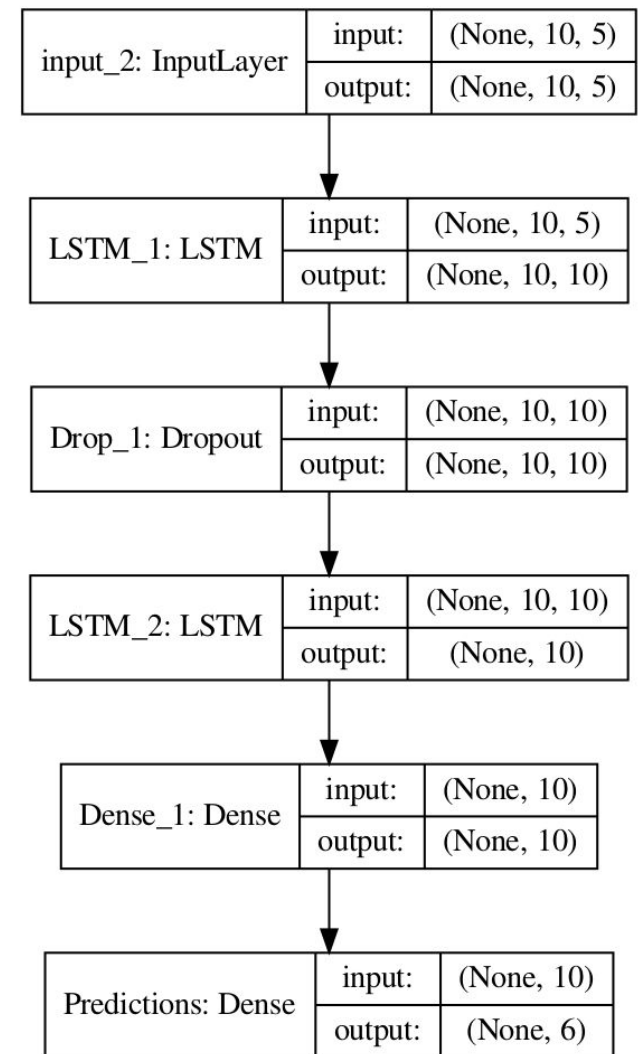 input_2: InputLayer
input: (None, 10, 5)
output: (None, 10, 5)
LSTM_1: LSTM
input: (None, 10, 5)
output: (None, 10, 10)
Drop_1: Dropout
input: (None, 10, 10)
output: (None, 10, 10)
LSTM_2: LSTM
input: (None, 10, 10)
output: (None, 10)
Dense_1: Dense
input: (None, 10)
output: (None, 10)
Predictions: Dense
input: (None, 10)
output: (None, 6)